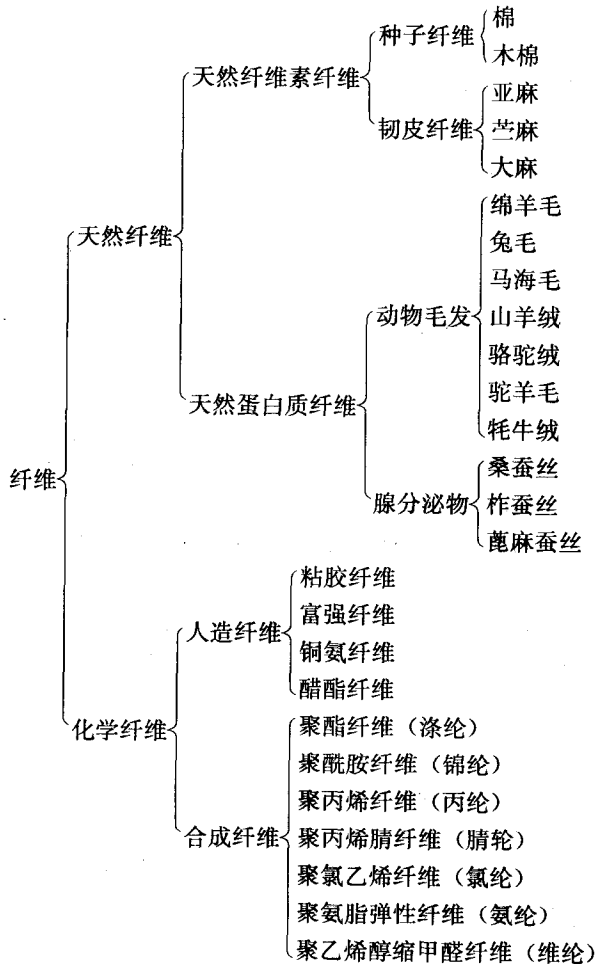 棉
种子纤维
木棉
天然纤维素纤维
亚麻
韧皮纤维
苎麻
大麻
天然纤维
绵羊毛
兔毛
马海毛
动物毛发
山羊绒
骆驼绒
驼羊毛
天然蛋白质纤维
牦牛绒
纤维
桑蚕丝
腺分泌物
柞蚕丝
蓖麻蚕丝
粘胶纤维
人造纤维
富强纤维
铜氨纤维
醋酯纤维
化学纤维
聚酯纤维（涤纶）
聚酰胺纤维（锦纶）
聚丙烯纤维（丙纶）
合成纤维
聚丙烯腈纤维（腈轮）
聚氯乙烯纤维（氯纶）
聚氨脂弹性纤维（氨纶）
聚乙烯醇缩甲醛纤维（维纶）